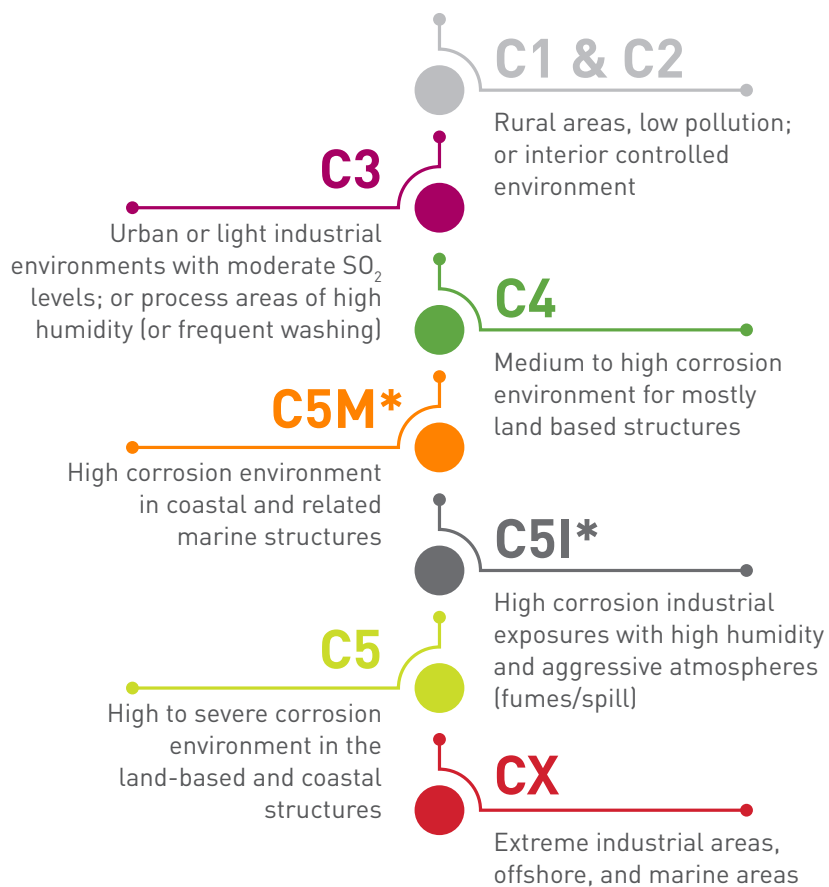 C1 & C2
Rural areas, low pollution;
or interior controlled
environment
C3
Urban or light industrial
environments with moderate SO₂
levels; or process areas of high
humidity (or frequent washing)
C4
Medium to high corrosion
environment for mostly
land based structures
C5M*
High corrosion environment
in coastal and related
marine structures
C5I*
High corrosion industrial
exposures with high humidity
and aggressive atmospheres
(fumes/spill)
C5
High to severe corrosion
environment in the
land-based and coastal
structures
CX
Extreme industrial areas,
offshore, and marine areas